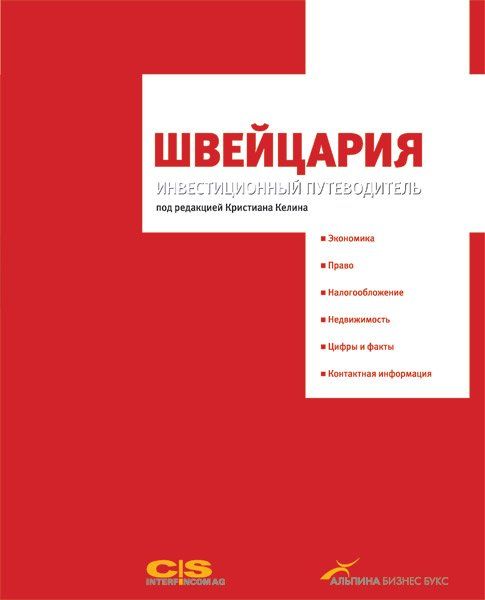 ШВЕЙЦАРИЯ
ИНВЕСТИЦИОННЫЙ ПУТЕВОДИТЕЛЬ
под редакцией Кристиана Келина
Экономика
Право
Налогообложение
Недвижимость
Цифры и факты
Контактная информация
C|S
INTERFINCOM AG
АЛЬПИНА БИЗНЕС БУКС